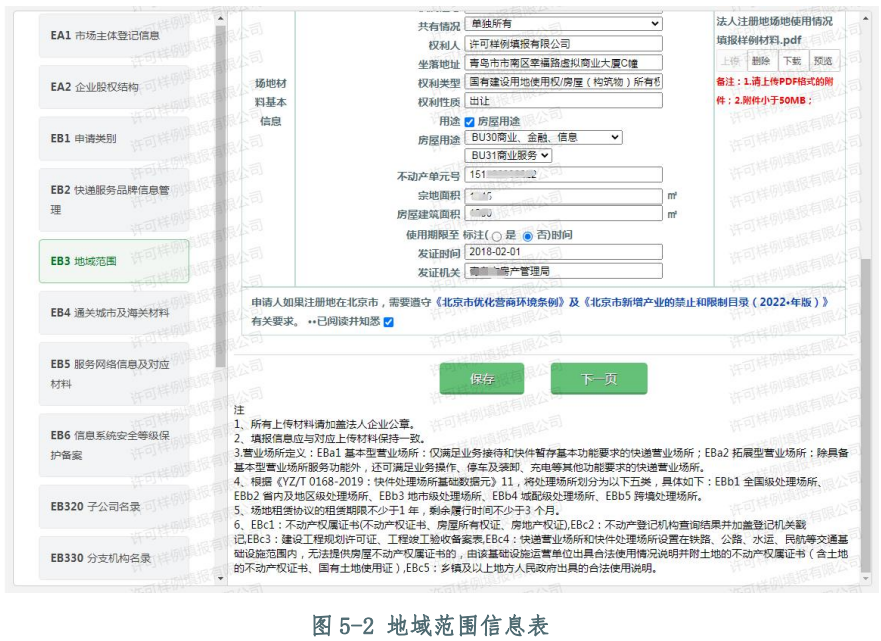 EA1 市场主体登记信息
EA2 企业股权结构
EB1 申请类别
EB2 快递服务品牌信息管
理
EB3 地域范围
EB4 通关城市及海关材料
EB5 服务网络信息及对应
材料
EB6 信息系统安全等级保
护备案
EB320 子公司名录
EB330 分支机构名录
场地材
料基本
信息
共有情况 单独所有
权利人 许可样例填报有限公司
坐落地址 青岛市市南区幸福路虚拟商业大厦C幢
权利类型 国有建设用地使用权/房屋(构筑物)所有权
权利性质 出让
用途 房屋用途
房屋用途 BU30商业、金融、信息
BU31商业服务
不动产单元号 151
宗地面积 ㎡
房屋建筑面积 ㎡
使用期限至 标注( 是 否)时间
发证时间 2018-02-01
发证机关 房产管理局
法人注册地场地使用情况
填报样例材料.pdf
上传 删除 下载 预览
备注:1.请上传PDF格式的附
件;2.附件小于50MB;
申请人如果注册地在北京市,需要遵守《北京市优化营商环境条例》及《北京市新增产业的禁止和限制目录(2022•年版)》
有关要求。 ••已阅读并知悉
保存 下一页
注
1、所有上传材料请加盖法人企业公章。
2、填报信息应与对应上传材料保持一致。
3.营业场所定义:EBa1 基本型营业场所:仅满足业务接待和快件暂存基本功能要求的快递营业场所;EBa2 拓展型营业场所:除具备
基本型营业场所服务功能外,还可满足业务操作、停车及装卸、充电等其他功能要求的快递营业场所。
4、根据《YZ/T 0168-2019:快件处理场所基础数据元》11,将处理场所划分为以下五类,具体如下:EBb1 全国级处理场所、
EBb2 省内及地区级处理场所、EBb3 地市级处理场所、EBb4 城配级处理场所、EBb5 跨境处理场所。
5、场地租赁协议的租赁期限不少于1 年,剩余履行时间不少于3 个月。
6、EBc1:不动产权属证书(不动产权证书、房屋所有权证、房地产权证),EBc2:不动产登记机构查询结果并加盖登记机关戳
记,EBc3:建设工程规划许可证、工程竣工验收备案表,EBc4:快递营业场所和快件处理场所设置在铁路、公路、水运、民航等交通基
础设施范围内,无法提供房屋不动产权属证书的,由该基础设施运营单位出具合法使用情况说明并附土地的不动产权属证书(含土地
的不动产权证书、国有土地使用证),EBc5:乡镇及以上地方人民政府出具的合法使用说明。
图 5-2 地域范围信息表